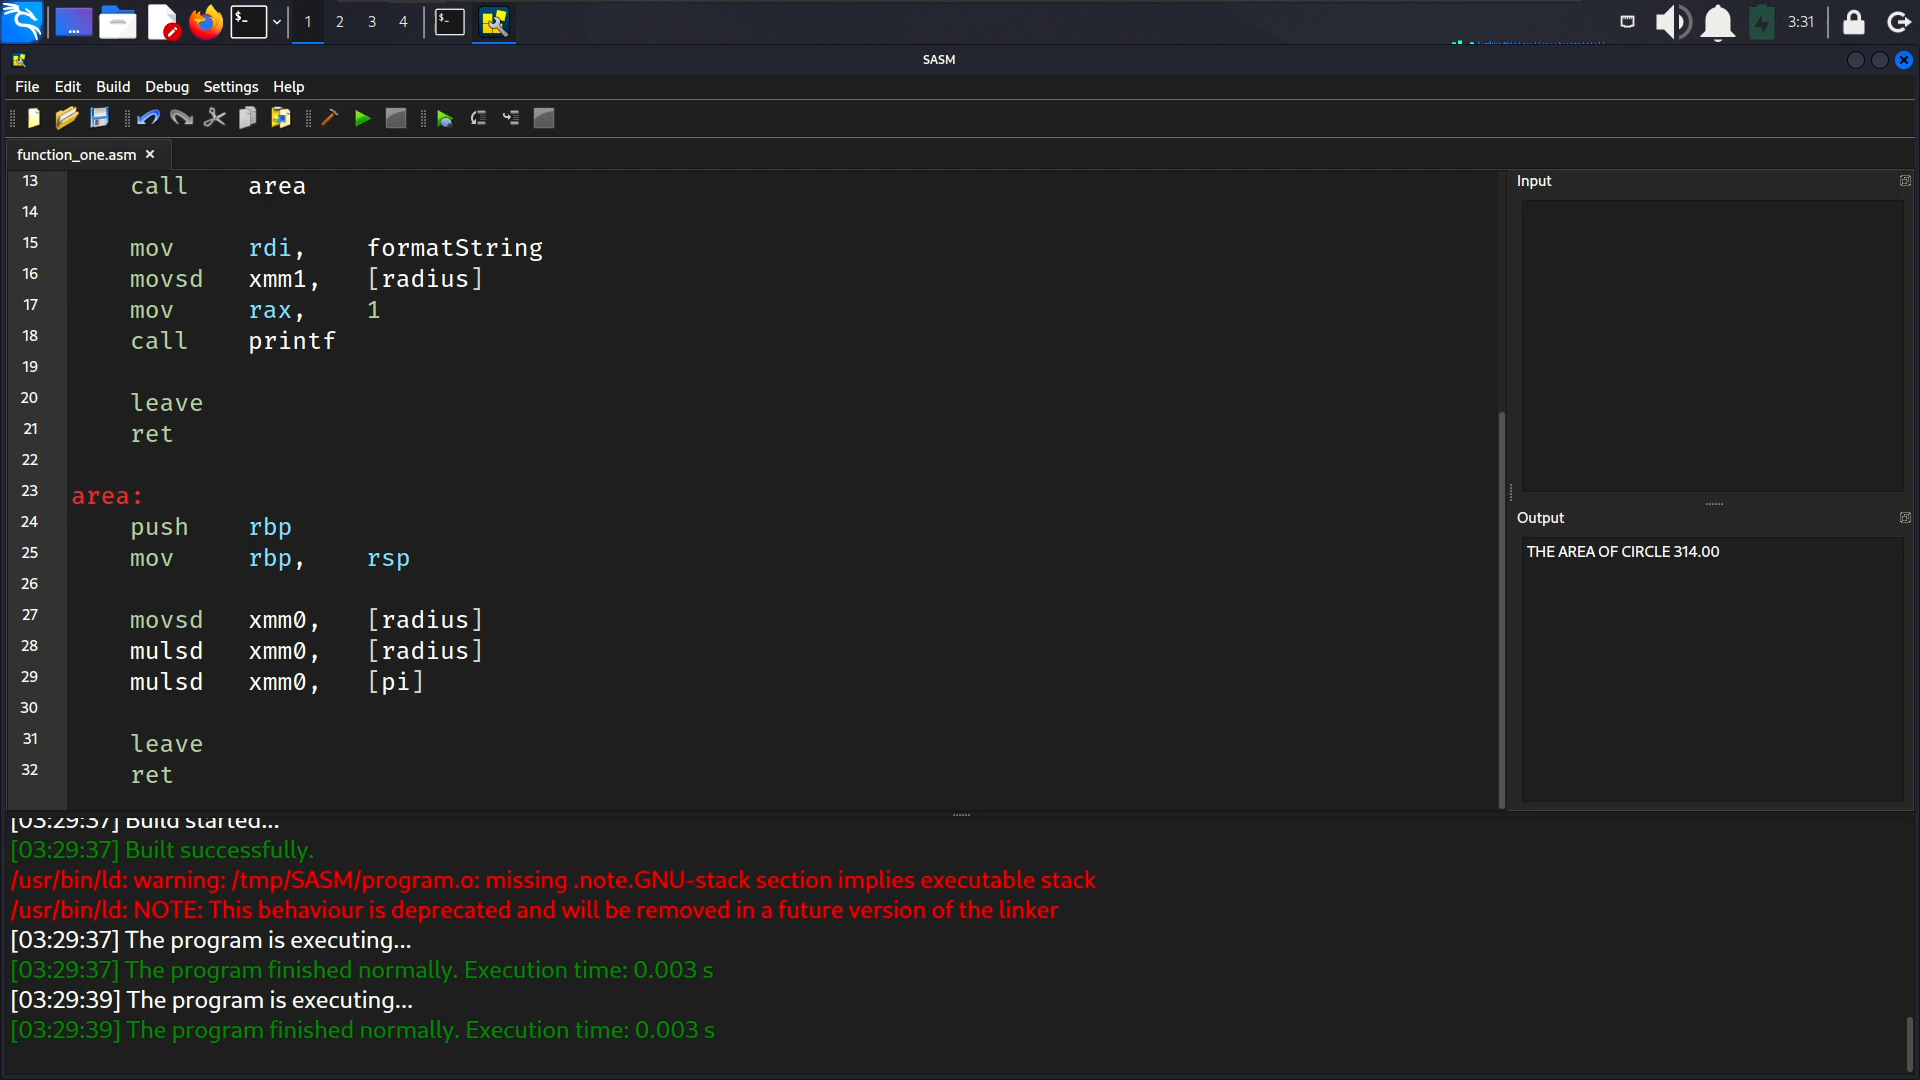 1 2 3 4
3:31
SASM
File Edit Build Debug Settings Help
function_one.asm
13 call area
14
15 mov rdi, formatString
16 movsd xmm1, [radius]
17 mov rax, 1
18 call printf
19
20 leave
21 ret
22
23 area:
24 push rbp
25 mov rbp, rsp
26
27 movsd xmm0, [radius]
28 mulsd xmm0, [radius]
29 mulsd xmm0, [pi]
30
31 leave
32 ret
Input
Output
THE AREA OF CIRCLE 314.00
[03:29:37] Build started...
[03:29:37] Built successfully.
/usr/bin/ld: warning: /tmp/SASM/program.o: missing .note.GNU-stack section implies executable stack
/usr/bin/ld: NOTE: This behaviour is deprecated and will be removed in a future version of the linker
[03:29:37] The program is executing...
[03:29:37] The program finished normally. Execution time: 0.003 s
[03:29:39] The program is executing...
[03:29:39] The program finished normally. Execution time: 0.003 s